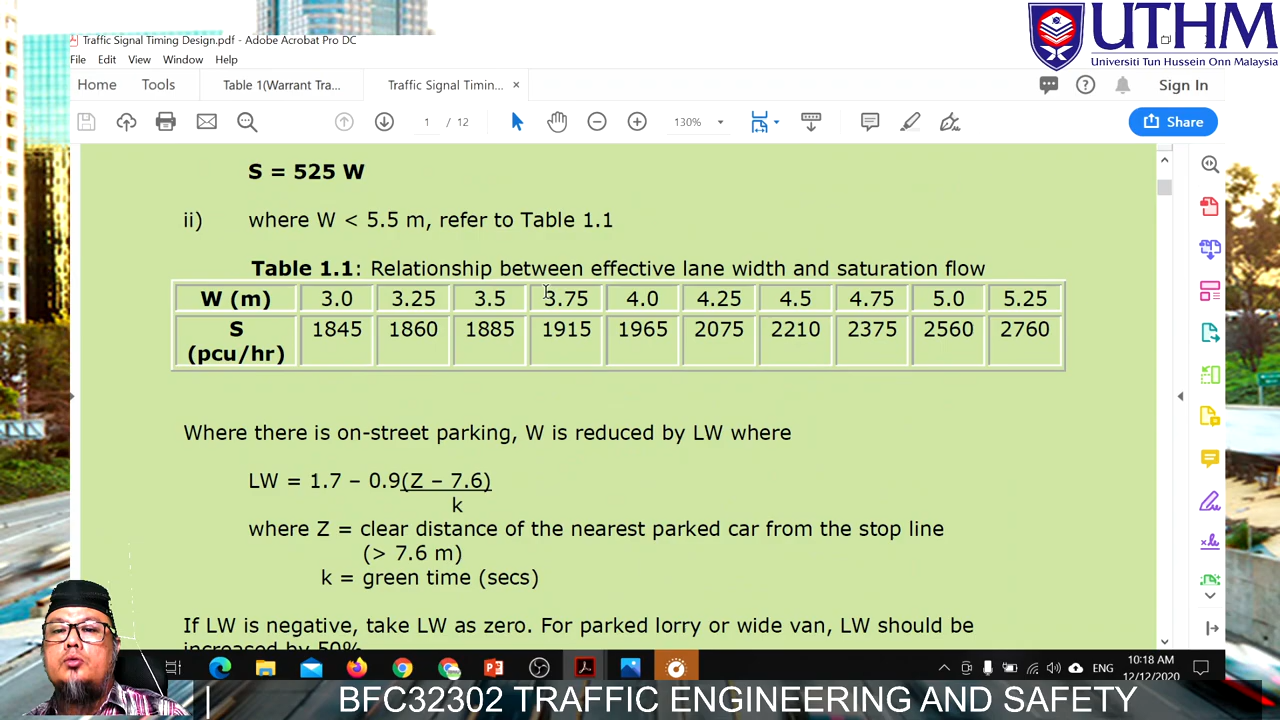 UTHM
Universiti Tun Hussein Onn Malaysia
Traffic Signal Timing Design.pdf - Adobe Acrobat Pro DC
File Edit View Window Help
Home Tools Table 1(Warrant Tra... Traffic Signal Timin... × Sign In
1 / 12 130% Share
S = 525 W
ii) where W < 5.5 m, refer to Table 1.1
Table 1.1: Relationship between effective lane width and saturation flow
W (m) 3.0 3.25 3.5 3.75 4.0 4.25 4.5 4.75 5.0 5.25
S 1845 1860 1885 1915 1965 2075 2210 2375 2560 2760
(pcu/hr)
Where there is on-street parking, W is reduced by LW where
LW = 1.7 – 0.9(Z – 7.6)
k
where Z = clear distance of the nearest parked car from the stop line
(> 7.6 m)
k = green time (secs)
If LW is negative, take LW as zero. For parked lorry or wide van, LW should be
increased by 50%
ENG 10:18 AM
12/12/2020
BFC32302 TRAFFIC ENGINEERING AND SAFETY